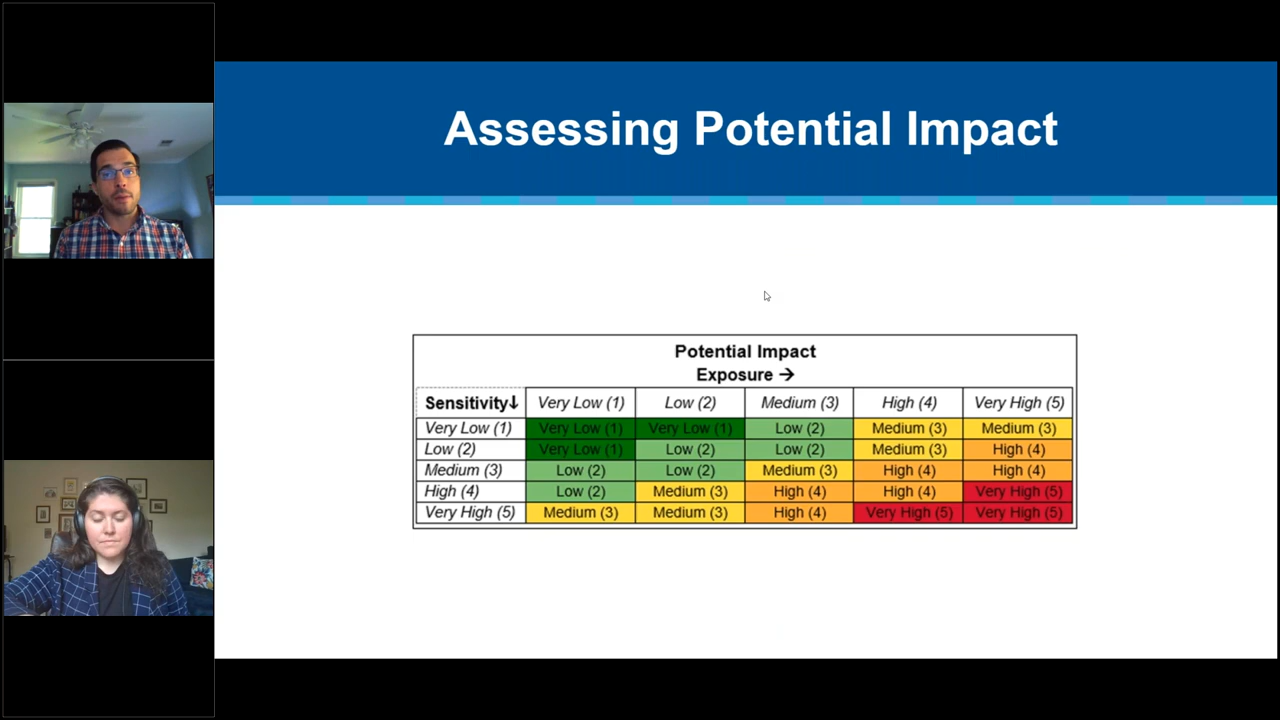 Assessing Potential Impact
Potential Impact
Exposure →
Sensitivity↓ Very Low (1) Low (2) Medium (3) High (4) Very High (5)
Very Low (1) Very Low (1) Very Low (1) Low (2) Medium (3) Medium (3)
Low (2) Very Low (1) Low (2) Low (2) Medium (3) High (4)
Medium (3) Low (2) Low (2) Medium (3) High (4) High (4)
High (4) Low (2) Medium (3) High (4) High (4) Very High (5)
Very High (5) Medium (3) Medium (3) High (4) Very High (5) Very High (5)